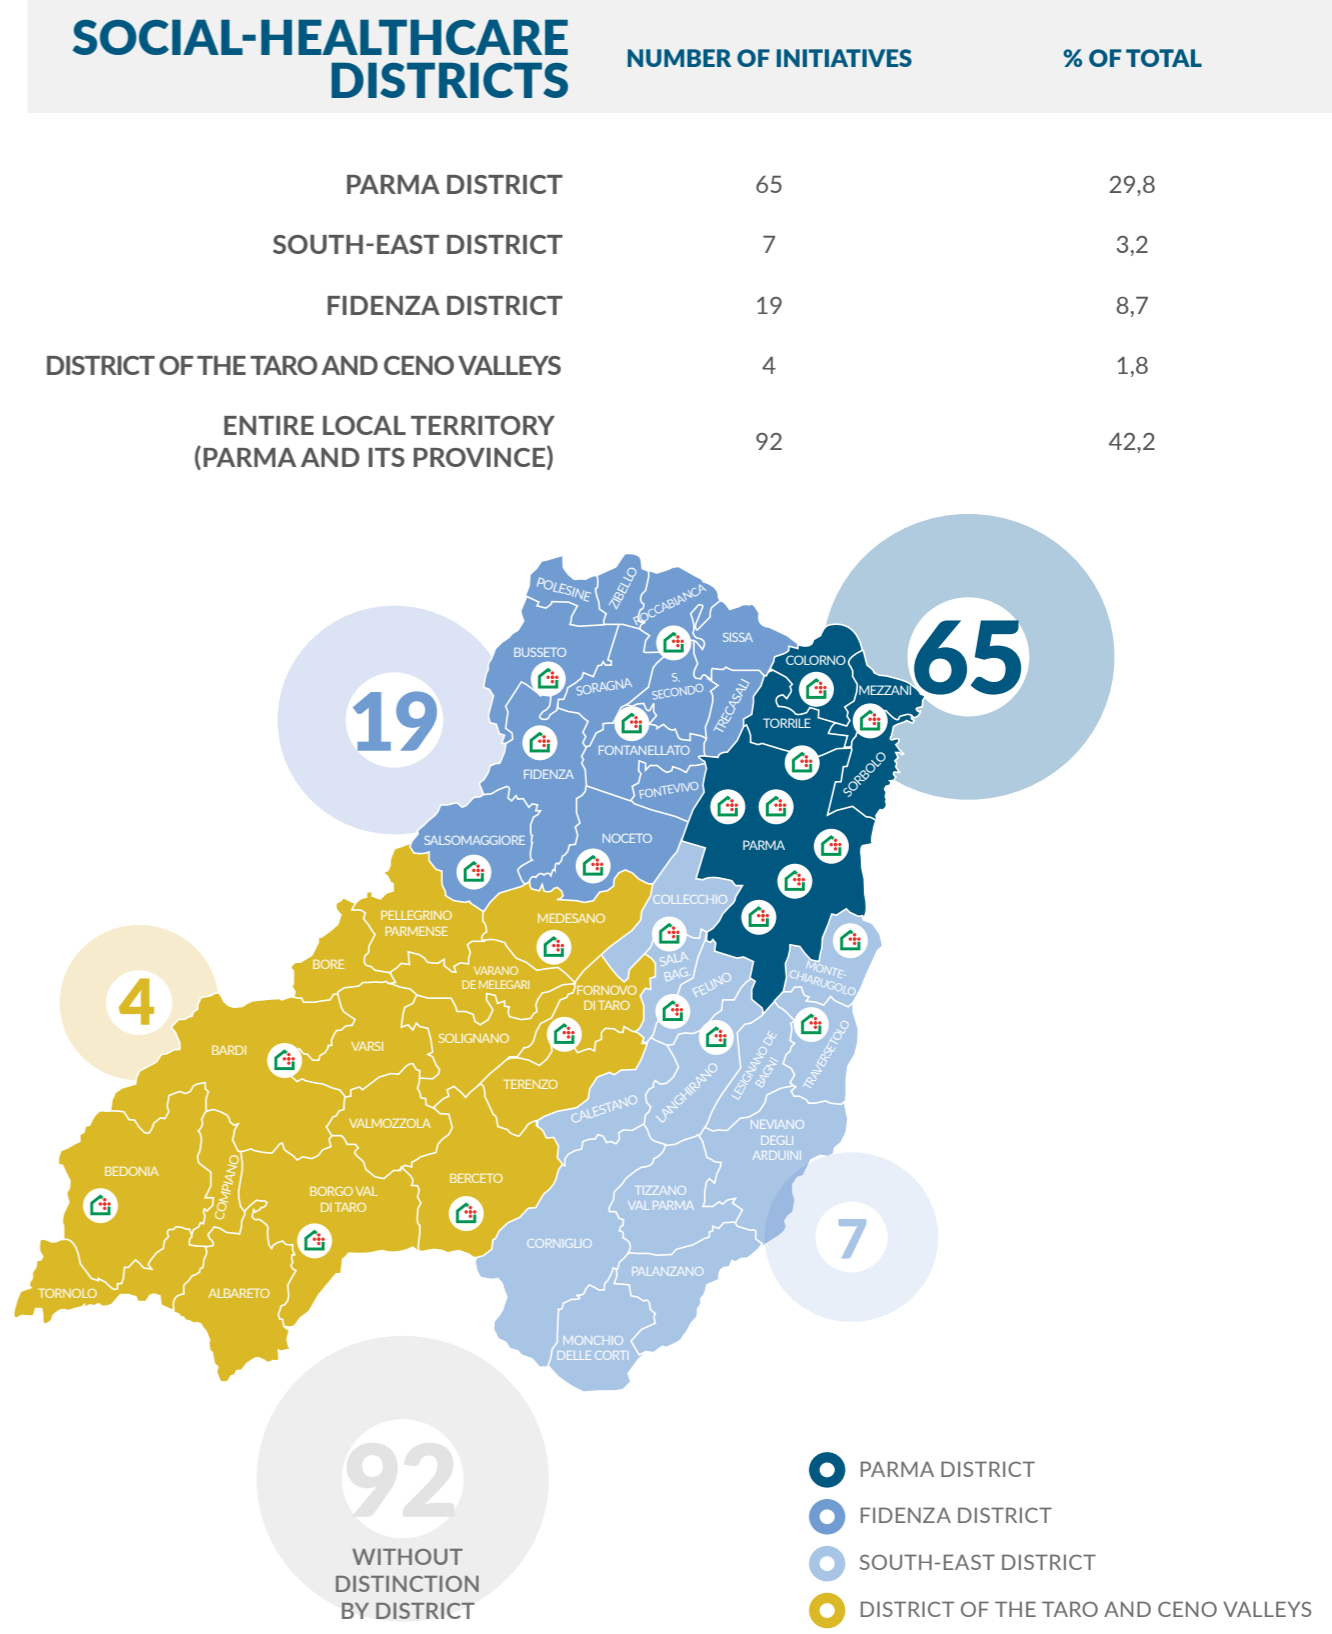 SOCIAL-HEALTHCARE
DISTRICTS
NUMBER OF INITIATIVES
% OF TOTAL
PARMA DISTRICT 65 29,8
SOUTH-EAST DISTRICT 7 3,2
FIDENZA DISTRICT 19 8,7
DISTRICT OF THE TARO AND CENO VALLEYS 4 1,8
ENTIRE LOCAL TERRITORY
(PARMA AND ITS PROVINCE) 92 42,2
POLESINE
ZIBELLO
ROCCABIANCA
SISSA
BUSSETO
SORAGNA
S.
SECONDO
TRECASALI
FONTANELLATO
FIDENZA
FONTEVIVO
SALSOMAGGIORE
NOCETO
19
65
COLORNO
MEZZANI
TORRILE
SORBOLO
PARMA
PELLEGRINO
PARMENSE
MEDESANO
BORE
VARANO
DE MELEGARI
FORNOVO
DI TARO
4
BARDI
VARSI
SOLIGNANO
TERENZO
VALMOZZOLA
BEDONIA
COMPIANO
BORGO VAL
DI TARO
BERCETO
TORNOLO
ALBARETO
COLLECCHIO
SALA
BAG.
FELINO
MONTE-
CHIARUGOLO
TRAVERSETOLO
LESIGNANO DE
BAGNI
LANGHIRANO
CALESTANO
NEVIANO
DEGLI
ARDUINI
TIZZANO
VAL PARMA
CORNIGLIO
PALANZANO
MONCHIO
DELLE CORTI
7
92
WITHOUT
DISTINCTION
BY DISTRICT
PARMA DISTRICT
FIDENZA DISTRICT
SOUTH-EAST DISTRICT
DISTRICT OF THE TARO AND CENO VALLEYS